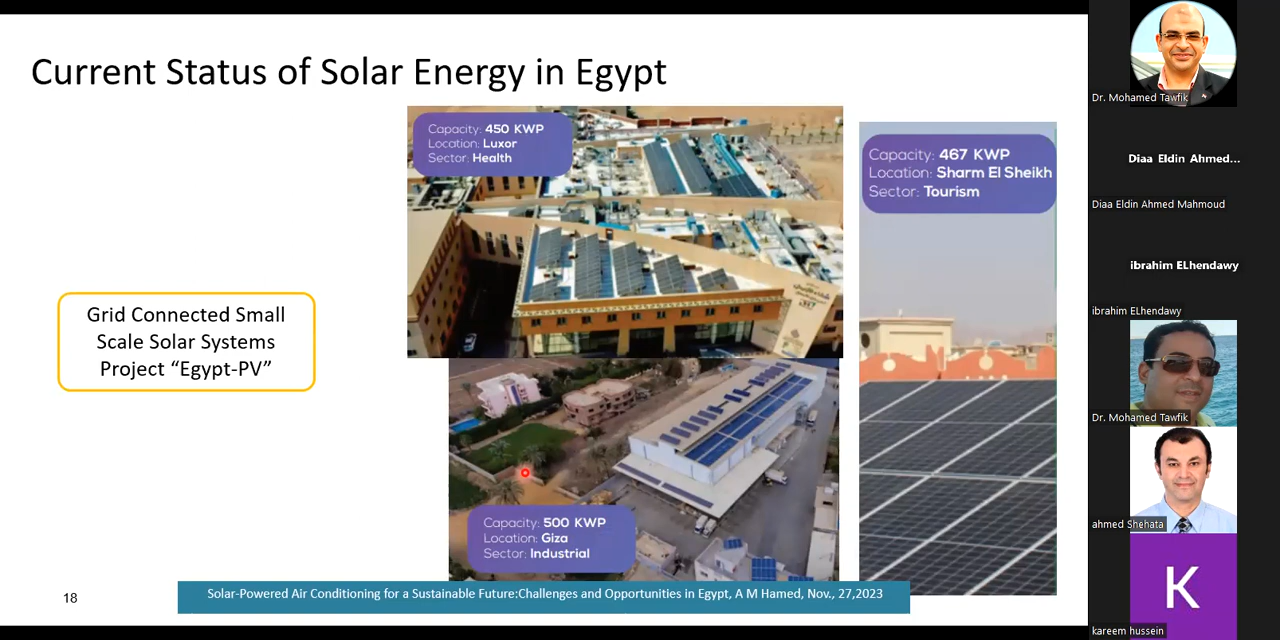 Current Status of Solar Energy in Egypt
Capacity: 450 KWP
Location: Luxor
Sector: Health
Capacity: 467 KWP
Location: Sharm El Sheikh
Sector: Tourism
Grid Connected Small
Scale Solar Systems
Project “Egypt-PV”
Capacity: 500 KWP
Location: Giza
Sector: Industrial
18
Solar-Powered Air Conditioning for a Sustainable Future:Challenges and Opportunities in Egypt, A M Hamed, Nov., 27,2023
Dr. Mohamed Tawfik
Diaa Eldin Ahmed...
Diaa Eldin Ahmed Mahmoud
ibrahim ELhendawy
ibrahim ELhendawy
Dr. Mohamed Tawfik
ahmed Shehata
K
kareem hussein